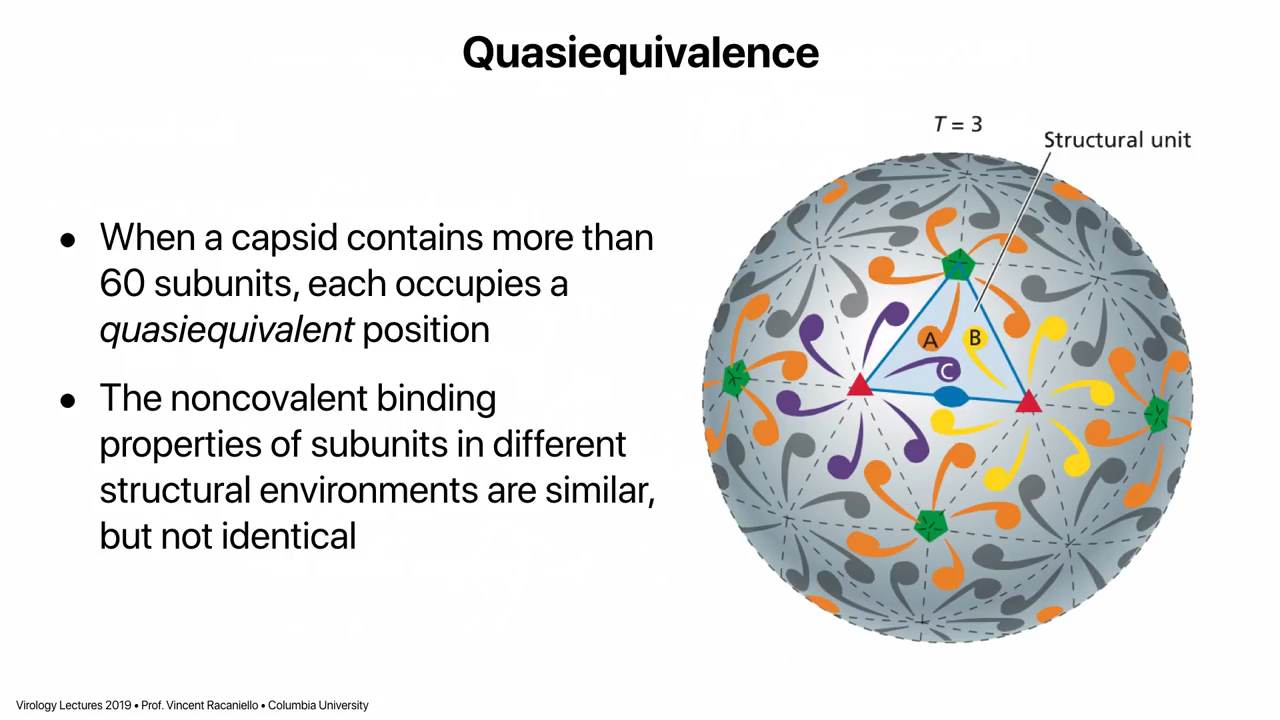 Quasiequivalence
T = 3
Structural unit
• When a capsid contains more than
60 subunits, each occupies a
quasiequivalent position
• The noncovalent binding
properties of subunits in different
structural environments are similar,
but not identical
A
B
C
Virology Lectures 2019 • Prof. Vincent Racaniello • Columbia University